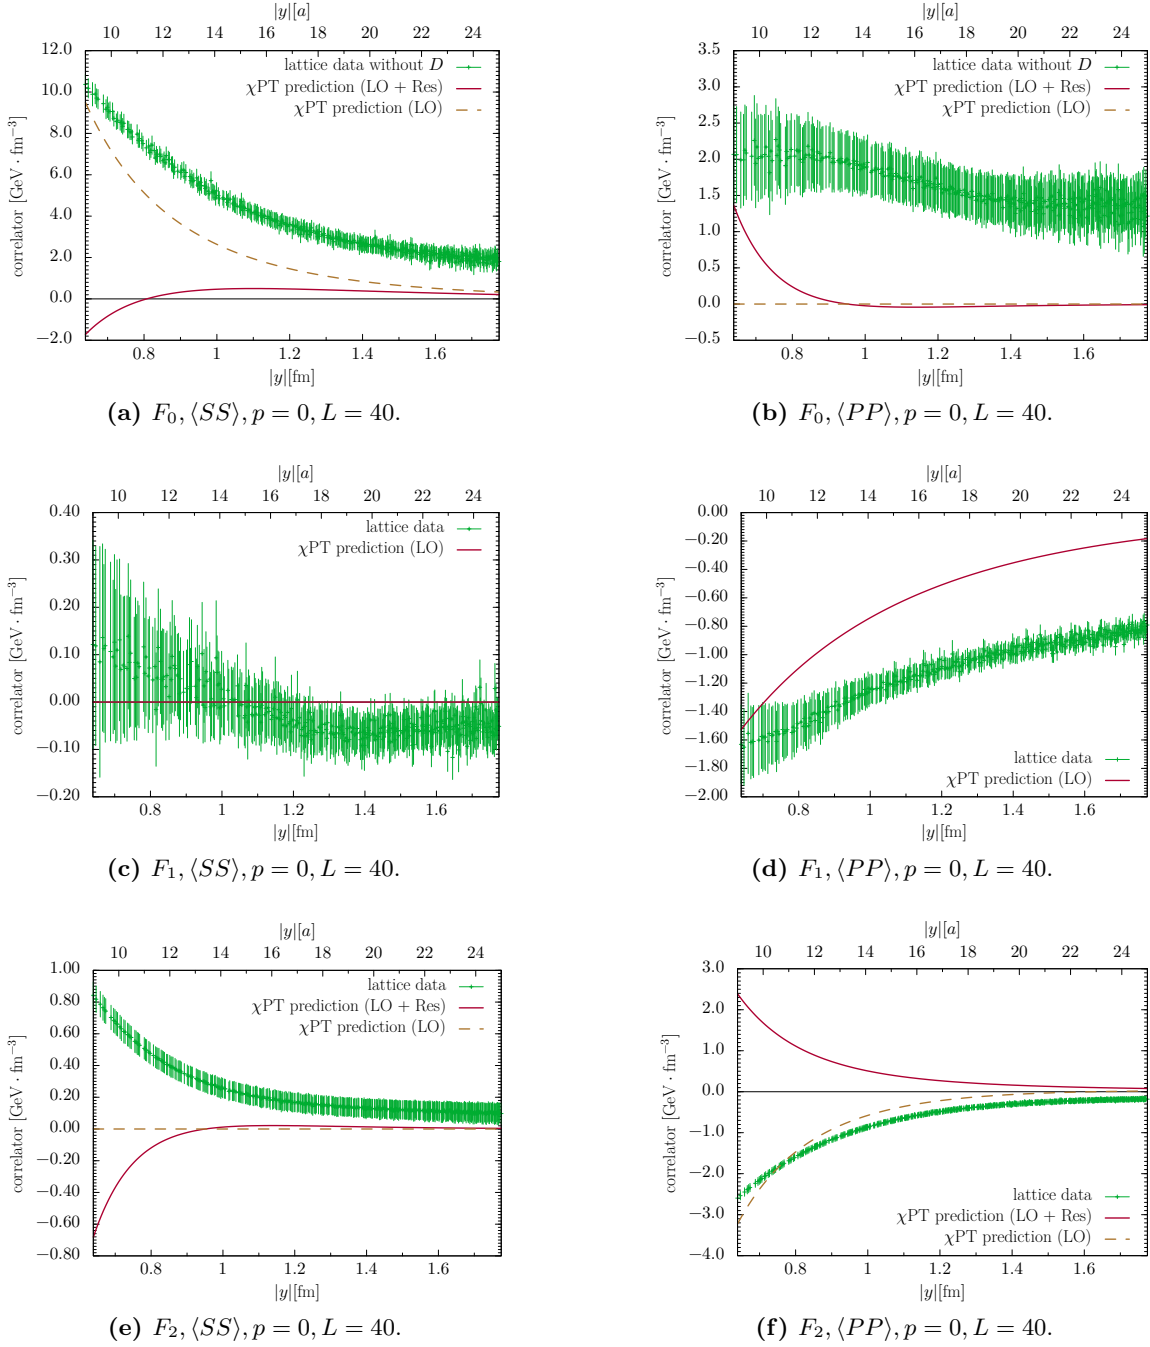 |y|[a]
10 12 14 16 18 20 22 24
12.0
10.0
8.0
6.0
4.0
2.0
0.0
−2.0
correlator [GeV · fm⁻³]
lattice data without D
χPT prediction (LO + Res)
χPT prediction (LO)
0.8 1 1.2 1.4 1.6
|y|[fm]
(a) F₀, ⟨SS⟩, p = 0, L = 40.
|y|[a]
10 12 14 16 18 20 22 24
3.5
3.0
2.5
2.0
1.5
1.0
0.5
0.0
−0.5
correlator [GeV · fm⁻³]
lattice data without D
χPT prediction (LO + Res)
χPT prediction (LO)
0.8 1 1.2 1.4 1.6
|y|[fm]
(b) F₀, ⟨PP⟩, p = 0, L = 40.
|y|[a]
10 12 14 16 18 20 22 24
0.40
0.30
0.20
0.10
0.00
−0.10
−0.20
correlator [GeV · fm⁻³]
lattice data
χPT prediction (LO)
0.8 1 1.2 1.4 1.6
|y|[fm]
(c) F₁, ⟨SS⟩, p = 0, L = 40.
|y|[a]
10 12 14 16 18 20 22 24
0.00
−0.20
−0.40
−0.60
−0.80
−1.00
−1.20
−1.40
−1.60
−1.80
−2.00
correlator [GeV · fm⁻³]
lattice data
χPT prediction (LO)
0.8 1 1.2 1.4 1.6
|y|[fm]
(d) F₁, ⟨PP⟩, p = 0, L = 40.
|y|[a]
10 12 14 16 18 20 22 24
1.00
0.80
0.60
0.40
0.20
0.00
−0.20
−0.40
−0.60
−0.80
correlator [GeV · fm⁻³]
lattice data
χPT prediction (LO + Res)
χPT prediction (LO)
0.8 1 1.2 1.4 1.6
|y|[fm]
(e) F₂, ⟨SS⟩, p = 0, L = 40.
|y|[a]
10 12 14 16 18 20 22 24
3.0
2.0
1.0
0.0
−1.0
−2.0
−3.0
−4.0
correlator [GeV · fm⁻³]
lattice data
χPT prediction (LO + Res)
χPT prediction (LO)
0.8 1 1.2 1.4 1.6
|y|[fm]
(f) F₂, ⟨PP⟩, p = 0, L = 40.